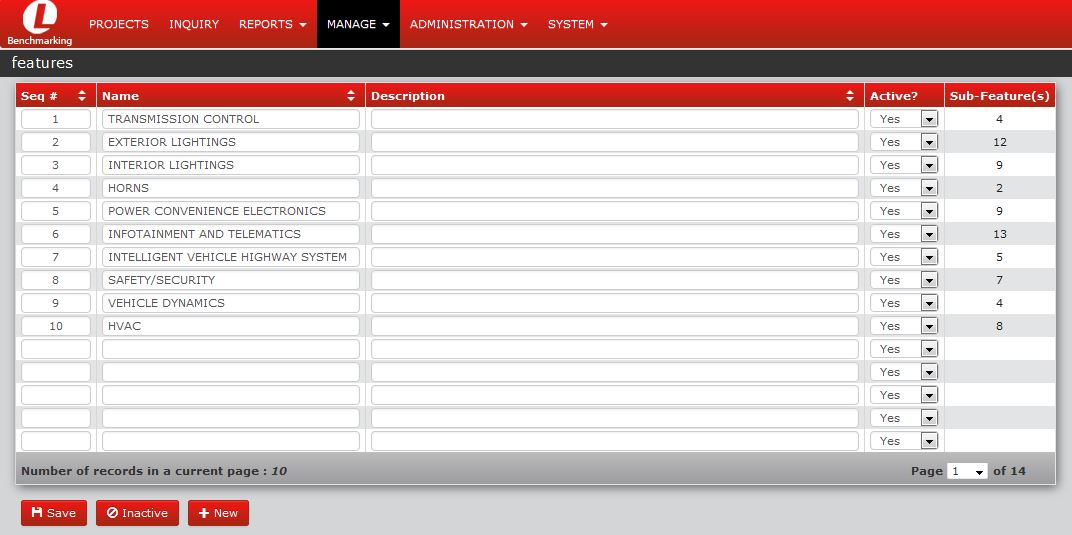 L
Benchmarking
PROJECTS INQUIRY REPORTS MANAGE ADMINISTRATION SYSTEM
features
Seq # Name Description Active? Sub-Feature(s)
1 TRANSMISSION CONTROL Yes 4
2 EXTERIOR LIGHTINGS Yes 12
3 INTERIOR LIGHTINGS Yes 9
4 HORNS Yes 2
5 POWER CONVENIENCE ELECTRONICS Yes 9
6 INFOTAINMENT AND TELEMATICS Yes 13
7 INTELLIGENT VEHICLE HIGHWAY SYSTEM Yes 5
8 SAFETY/SECURITY Yes 7
9 VEHICLE DYNAMICS Yes 4
10 HVAC Yes 8
Yes
Yes
Yes
Yes
Yes
Number of records in a current page : 10 Page 1 of 14
Save Inactive New